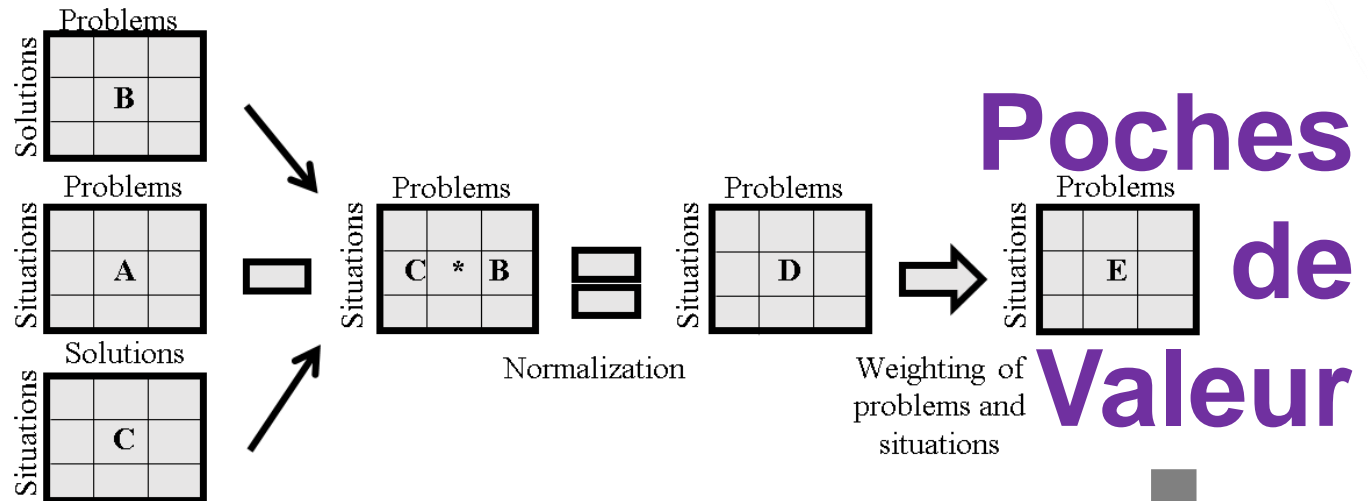 Problems
Solutions
B
Problems
Situations
A
Solutions
Situations
C
Problems
Situations
C * B
Normalization
Problems
Situations
D
Weighting of
problems and
situations
Problems
Situations
E
Poches
de
Valeur